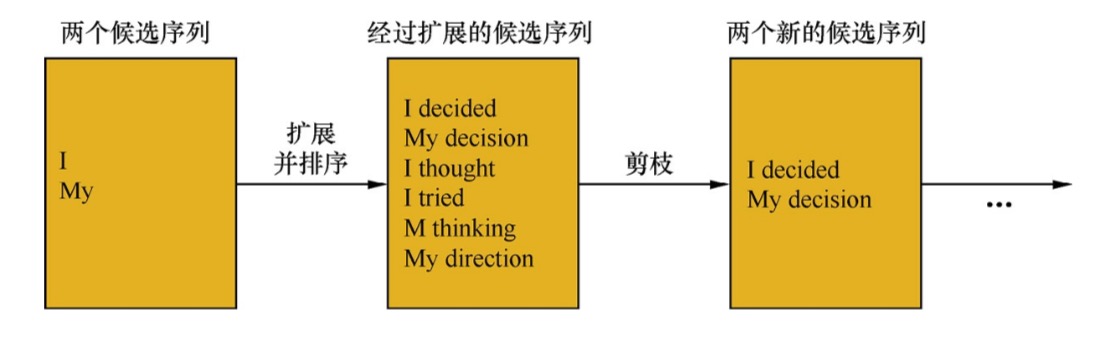 两个候选序列
经过扩展的候选序列
两个新的候选序列
I
My
扩展
并排序
I decided
My decision
I thought
I tried
M thinking
My direction
剪枝
I decided
My decision
...